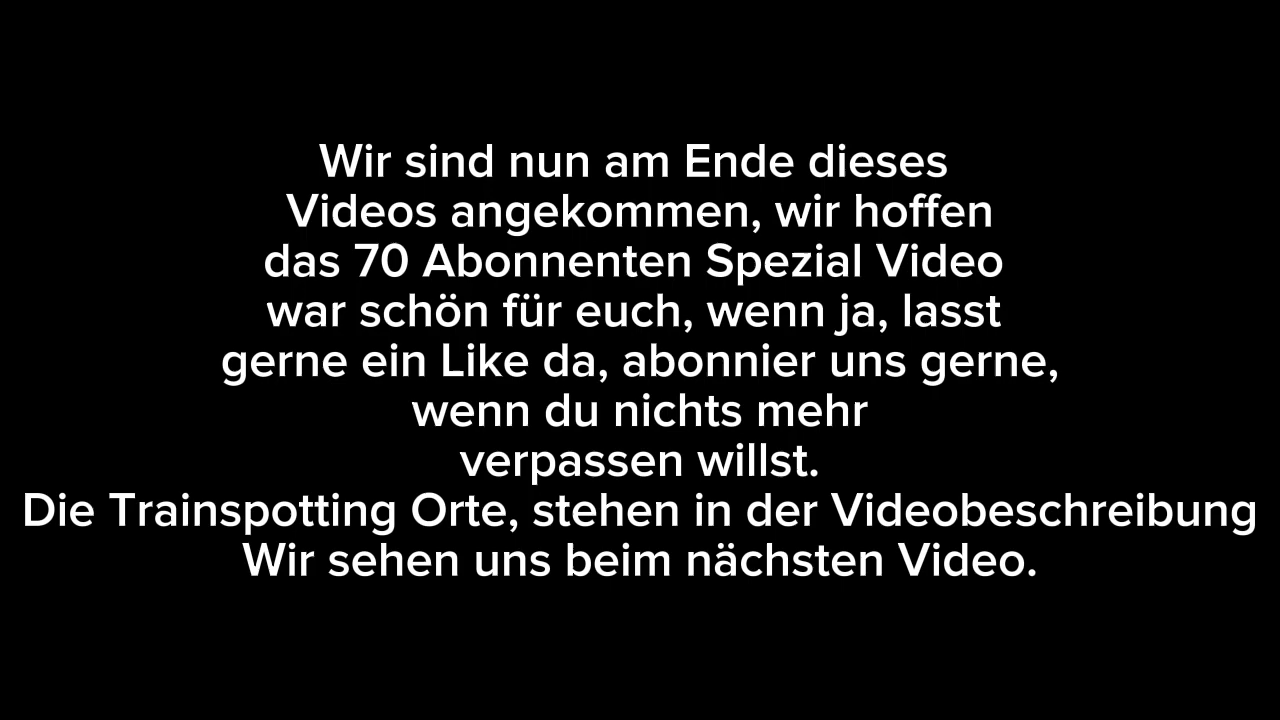 Wir sind nun am Ende dieses
Videos angekommen, wir hoffen
das 70 Abonnenten Spezial Video
war schön für euch, wenn ja, lasst
gerne ein Like da, abonnier uns gerne,
wenn du nichts mehr
verpassen willst.
Die Trainspotting Orte, stehen in der Videobeschreibung
Wir sehen uns beim nächsten Video.